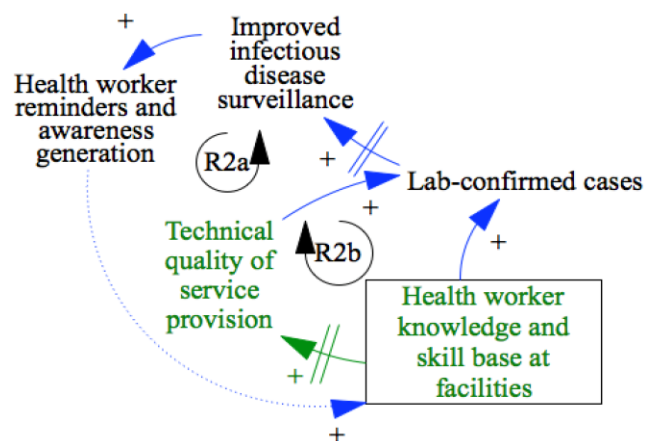 +
Improved
infectious
disease
surveillance
Health worker
reminders and
awareness
generation
R2a
+
Lab-confirmed cases
+
Technical
quality of
service
provision
R2b
+
Health worker
knowledge and
skill base at
facilities
+
+